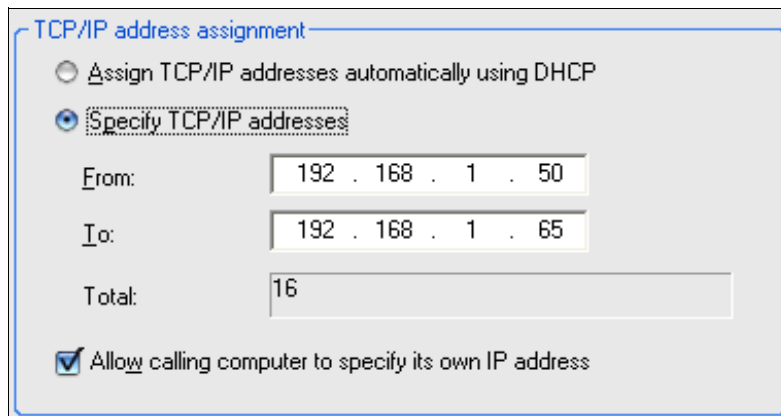 TCP/IP address assignment
Assign TCP/IP addresses automatically using DHCP
Specify TCP/IP addresses
From: 192 . 168 . 1 . 50
To: 192 . 168 . 1 . 65
Total: 16
Allow calling computer to specify its own IP address